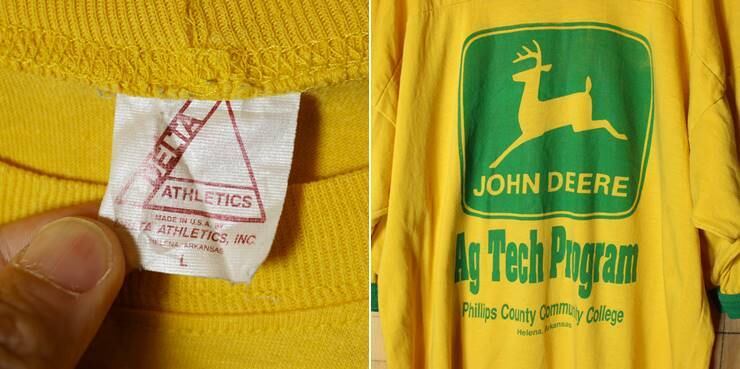 DELTA
ATHLETICS
MADE IN U.S.A. BY
TA ATHLETICS, INC
HELENA, ARKANSAS
L
JOHN DEERE
Ag Tech Program
Phillips County Community College
Helena, Arkansas